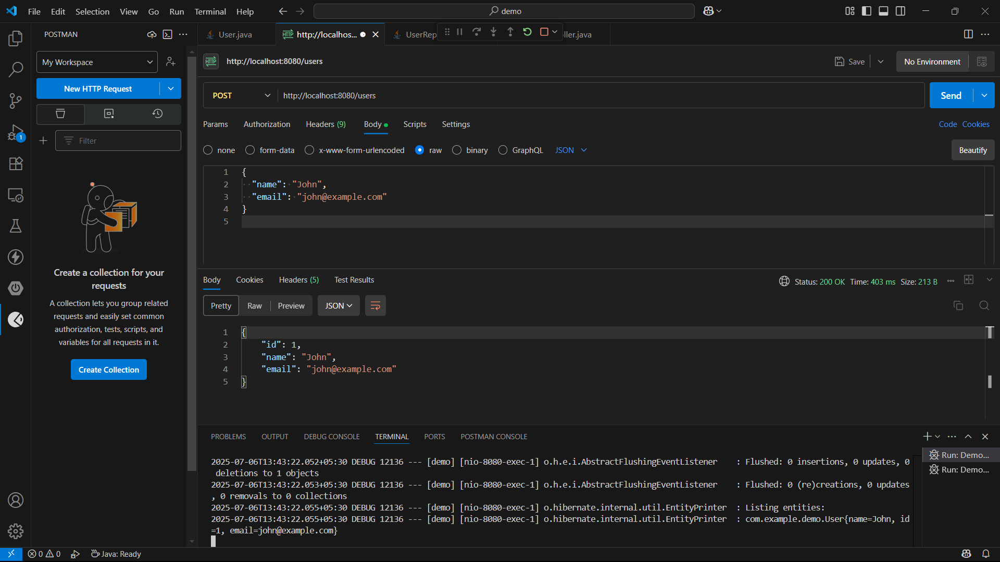 File Edit Selection View Go Run Terminal Help
demo
POSTMAN
User.java
http://localhos...
UserRep
ller.java
My Workspace
http://localhost:8080/users
Save
No Environment
New HTTP Request
POST
http://localhost:8080/users
Send
Params
Authorization
Headers (9)
Body
Scripts
Settings
Code
Cookies
1
Filter
none
form-data
x-www-form-urlencoded
raw
binary
GraphQL
JSON
Beautify
1 {
2 "name": "John",
3 "email": "john@example.com"
4 }
5
Create a collection for your
requests
A collection lets you group related
requests and easily set common
authorization, tests, scripts, and
variables for all requests in it.
Create Collection
Body
Cookies
Headers (5)
Test Results
Status: 200 OK Time: 403 ms Size: 213 B
Pretty
Raw
Preview
JSON
1 {
2 "id": 1,
3 "name": "John",
4 "email": "john@example.com"
5 }
PROBLEMS
OUTPUT
DEBUG CONSOLE
TERMINAL
PORTS
POSTMAN CONSOLE
Run: Demo...
Run: Demo...
2025-07-06T13:43:22.052+05:30 DEBUG 12136 --- [demo] [nio-8080-exec-1] o.h.e.i.AbstractFlushingEventListener : Flushed: 0 insertions, 0 updates, 0
deletions to 1 objects
2025-07-06T13:43:22.053+05:30 DEBUG 12136 --- [demo] [nio-8080-exec-1] o.h.e.i.AbstractFlushingEventListener : Flushed: 0 (re)creations, 0 updates
, 0 removals to 0 collections
2025-07-06T13:43:22.055+05:30 DEBUG 12136 --- [demo] [nio-8080-exec-1] o.hibernate.internal.util.EntityPrinter : Listing entities:
2025-07-06T13:43:22.055+05:30 DEBUG 12136 --- [demo] [nio-8080-exec-1] o.hibernate.internal.util.EntityPrinter : com.example.demo.User{name=John, id
=1, email=john@example.com}
0 0
Java: Ready